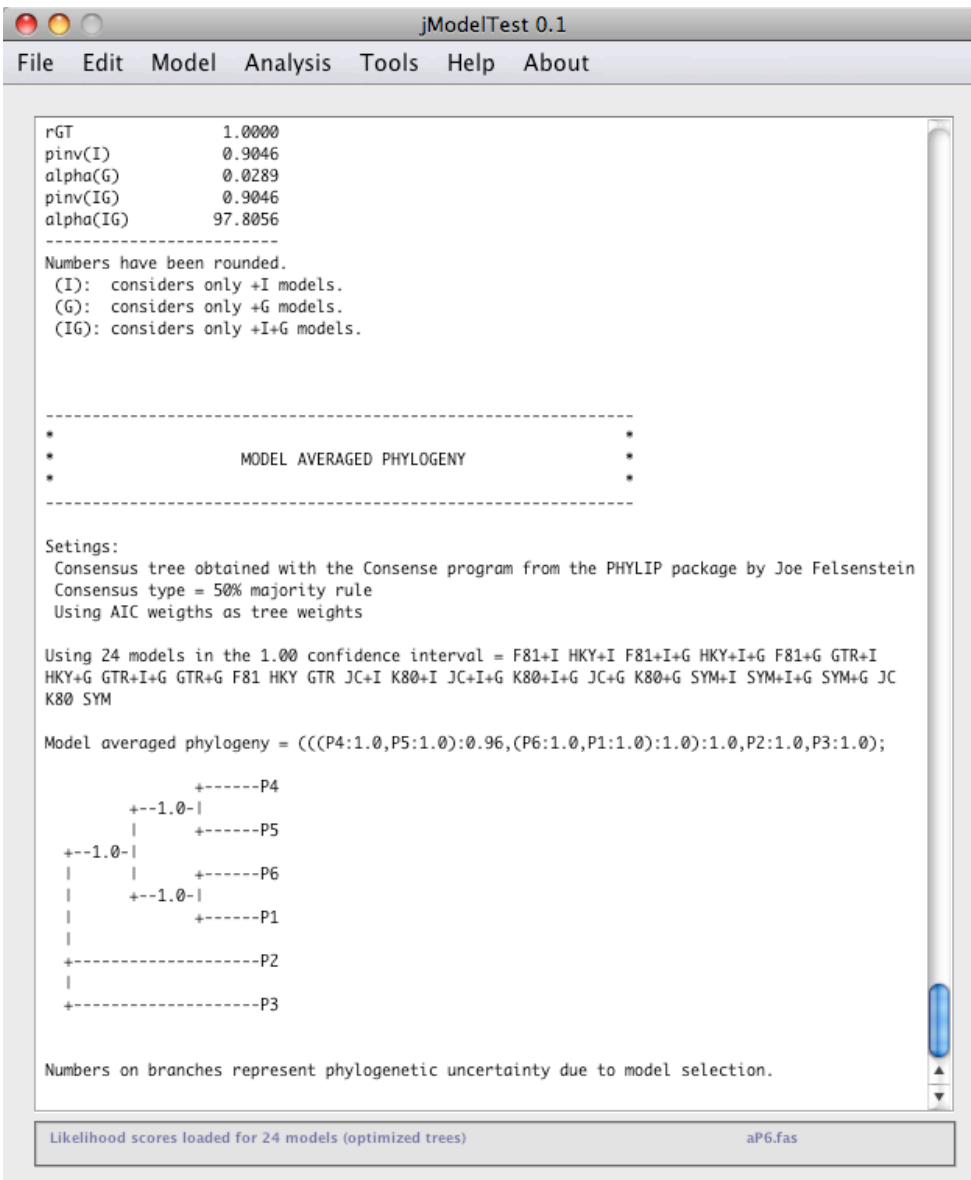 jModelTest 0.1
File Edit Model Analysis Tools Help About
rGT 1.0000
pinv(I) 0.9046
alpha(G) 0.0289
pinv(IG) 0.9046
alpha(IG) 97.8056
-------------------------
Numbers have been rounded.
(I): considers only +I models.
(G): considers only +G models.
(IG): considers only +I+G models.
---------------------------------------------------------------
* *
* MODEL AVERAGED PHYLOGENY *
* *
---------------------------------------------------------------
Setings:
Consensus tree obtained with the Consense program from the PHYLIP package by Joe Felsenstein
Consensus type = 50% majority rule
Using AIC weigths as tree weights
Using 24 models in the 1.00 confidence interval = F81+I HKY+I F81+I+G HKY+I+G F81+G GTR+I
HKY+G GTR+I+G GTR+G F81 HKY GTR JC+I K80+I JC+I+G K80+I+G JC+G K80+G SYM+I SYM+I+G SYM+G JC
K80 SYM
Model averaged phylogeny = (((P4:1.0,P5:1.0):0.96,(P6:1.0,P1:1.0):1.0):1.0,P2:1.0,P3:1.0);
+------P4
+--1.0-|
| +------P5
+--1.0-|
| | +------P6
| +--1.0-|
| +------P1
|
+--------------------P2
|
+--------------------P3
Numbers on branches represent phylogenetic uncertainty due to model selection.
Likelihood scores loaded for 24 models (optimized trees) aP6.fas